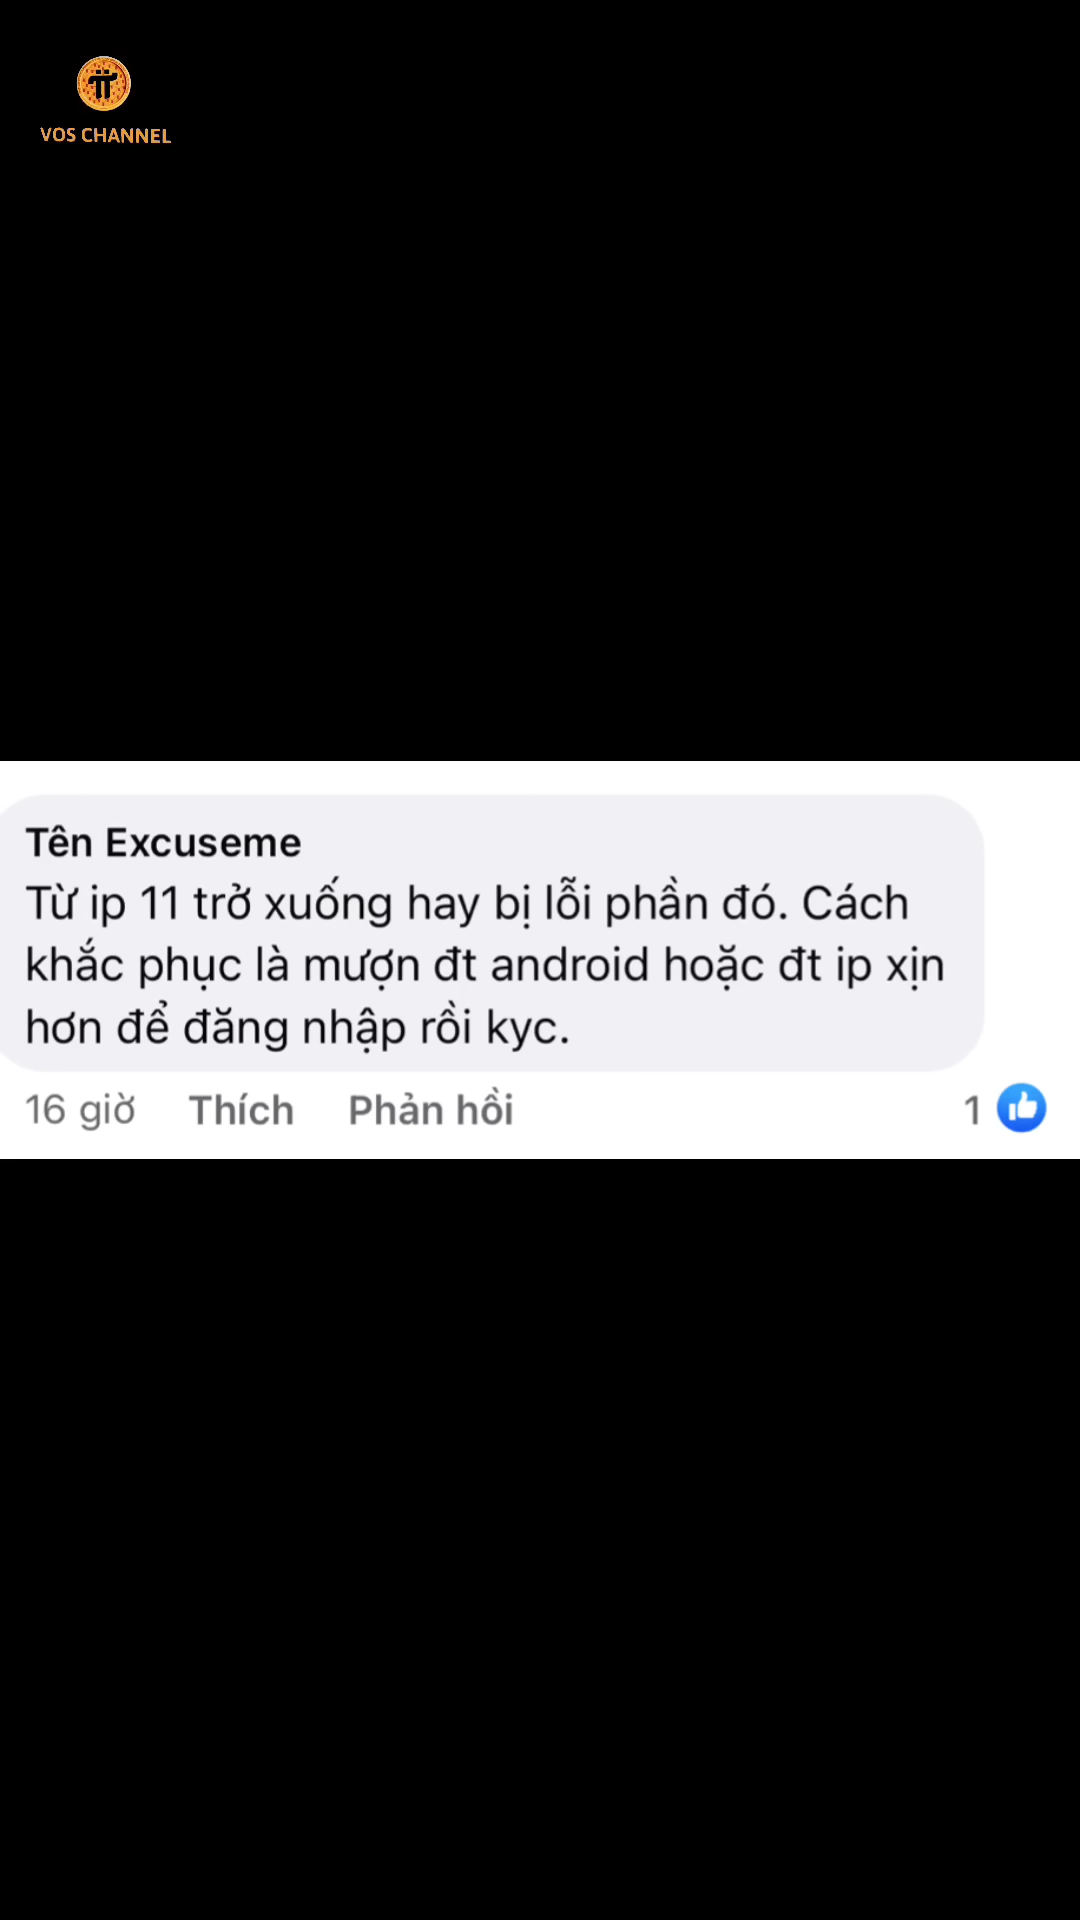 VOS CHANNEL
Tên Excuseme
Từ ip 11 trở xuống hay bị lỗi phần đó. Cách
khắc phục là mượn đt android hoặc đt ip xịn
hơn để đăng nhập rồi kyc.
16 giờ Thích Phản hồi 1